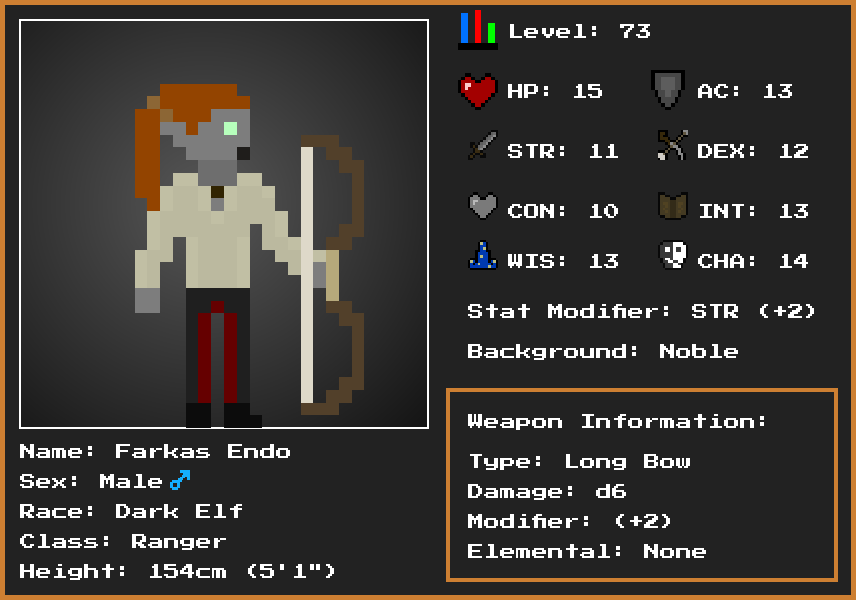 Level: 73
HP: 15 AC: 13
STR: 11 DEX: 12
CON: 10 INT: 13
WIS: 13 CHA: 14
Stat Modifier: STR (+2)
Background: Noble
Weapon Information:
Type: Long Bow
Damage: d6
Modifier: (+2)
Elemental: None
Name: Farkas Endo
Sex: Male♂
Race: Dark Elf
Class: Ranger
Height: 154cm (5'1")